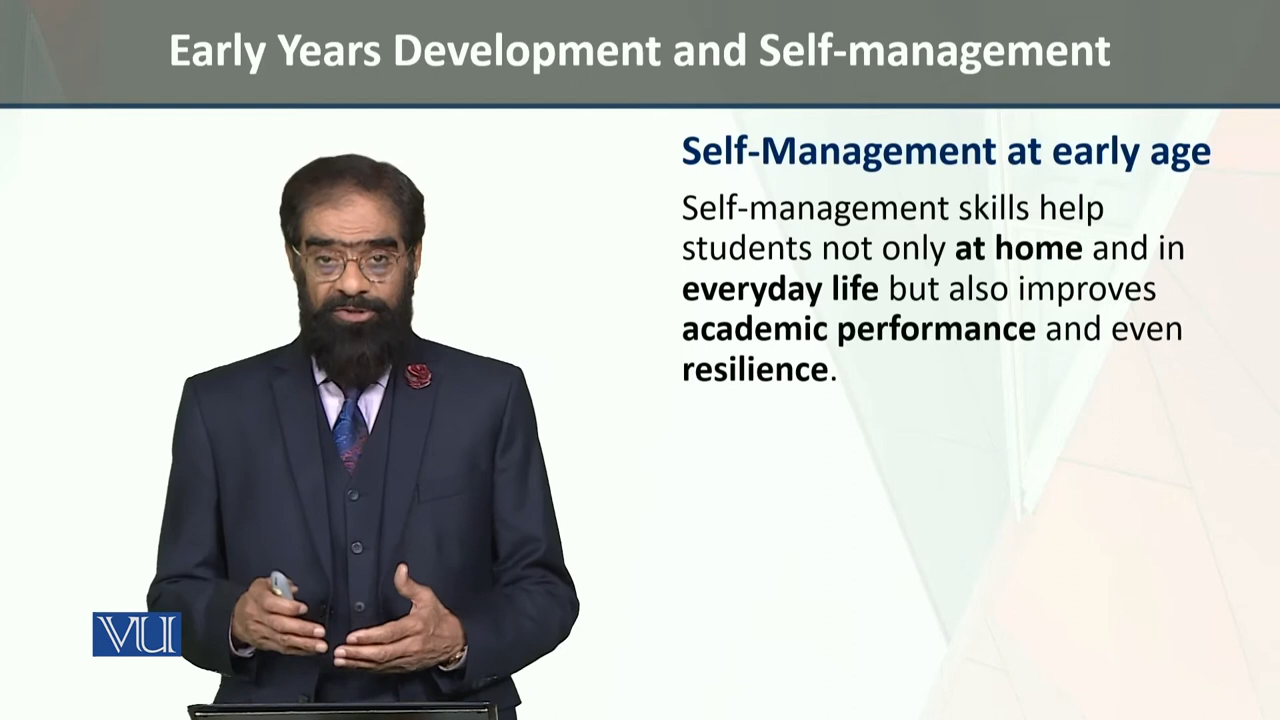 Early Years Development and Self-management
Self-Management at early age
Self-management skills help
students not only at home and in
everyday life but also improves
academic performance and even
resilience.
VU